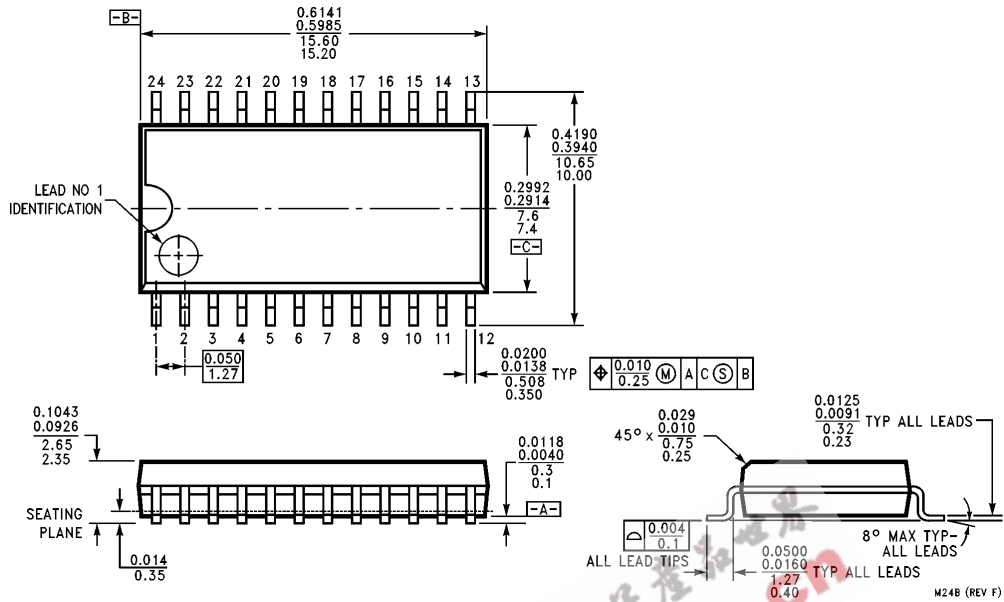 -B-
0.6141
0.5985
15.60
15.20
24 23 22 21 20 19 18 17 16 15 14 13
0.4190
0.3940
10.65
10.00
0.2992
0.2914
7.6
7.4
-C-
LEAD NO 1
IDENTIFICATION
1 2 3 4 5 6 7 8 9 10 11 12
0.050
1.27
0.0200
0.0138
0.508
0.350
TYP
⌖ 0.010 0.25 Ⓜ A C Ⓢ B
0.1043
0.0926
2.65
2.35
0.0118
0.0040
0.3
0.1
-A-
SEATING
PLANE
0.014
0.35
45° x
0.029
0.010
0.75
0.25
0.0125
0.0091
0.32
0.23
TYP ALL LEADS
0.004
0.1
ALL LEAD TIPS
0.0500
0.0160
1.27
0.40
TYP ALL LEADS
8° MAX TYP-
ALL LEADS
M24B (REV F)